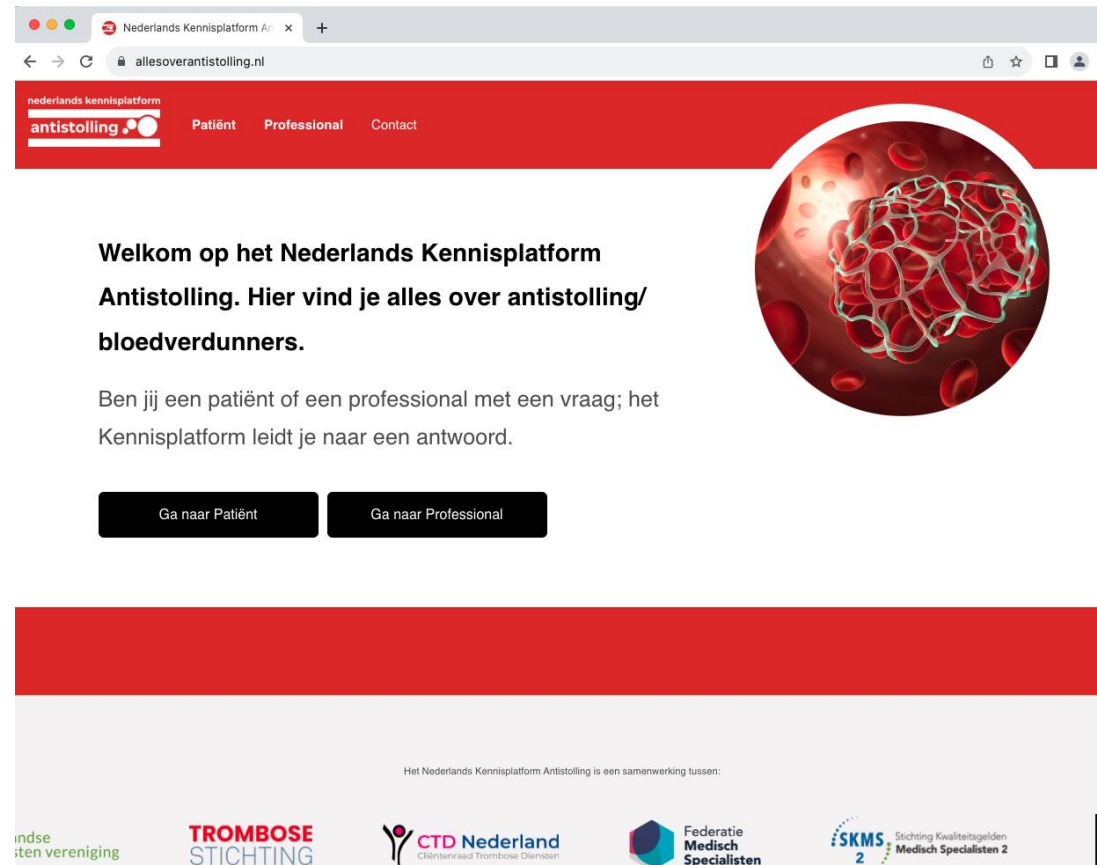 Nederlands Kennisplatform An
allesoverantistolling.nl
nederlands kennisplatform
antistolling
Patiënt Professional Contact
Welkom op het Nederlands Kennisplatform
Antistolling. Hier vind je alles over antistolling/
bloedverdunners.
Ben jij een patiënt of een professional met een vraag; het
Kennisplatform leidt je naar een antwoord.
Ga naar Patiënt Ga naar Professional
Het Nederlands Kennisplatform Antistolling is een samenwerking tussen:
andse
sten vereniging
TROMBOSE
STICHTING
CTD Nederland
Cliëntenraad Trombose Diensten
Federatie
Medisch
Specialisten
SKMS
2
Stichting Kwaliteitsgelden
Medisch Specialisten 2